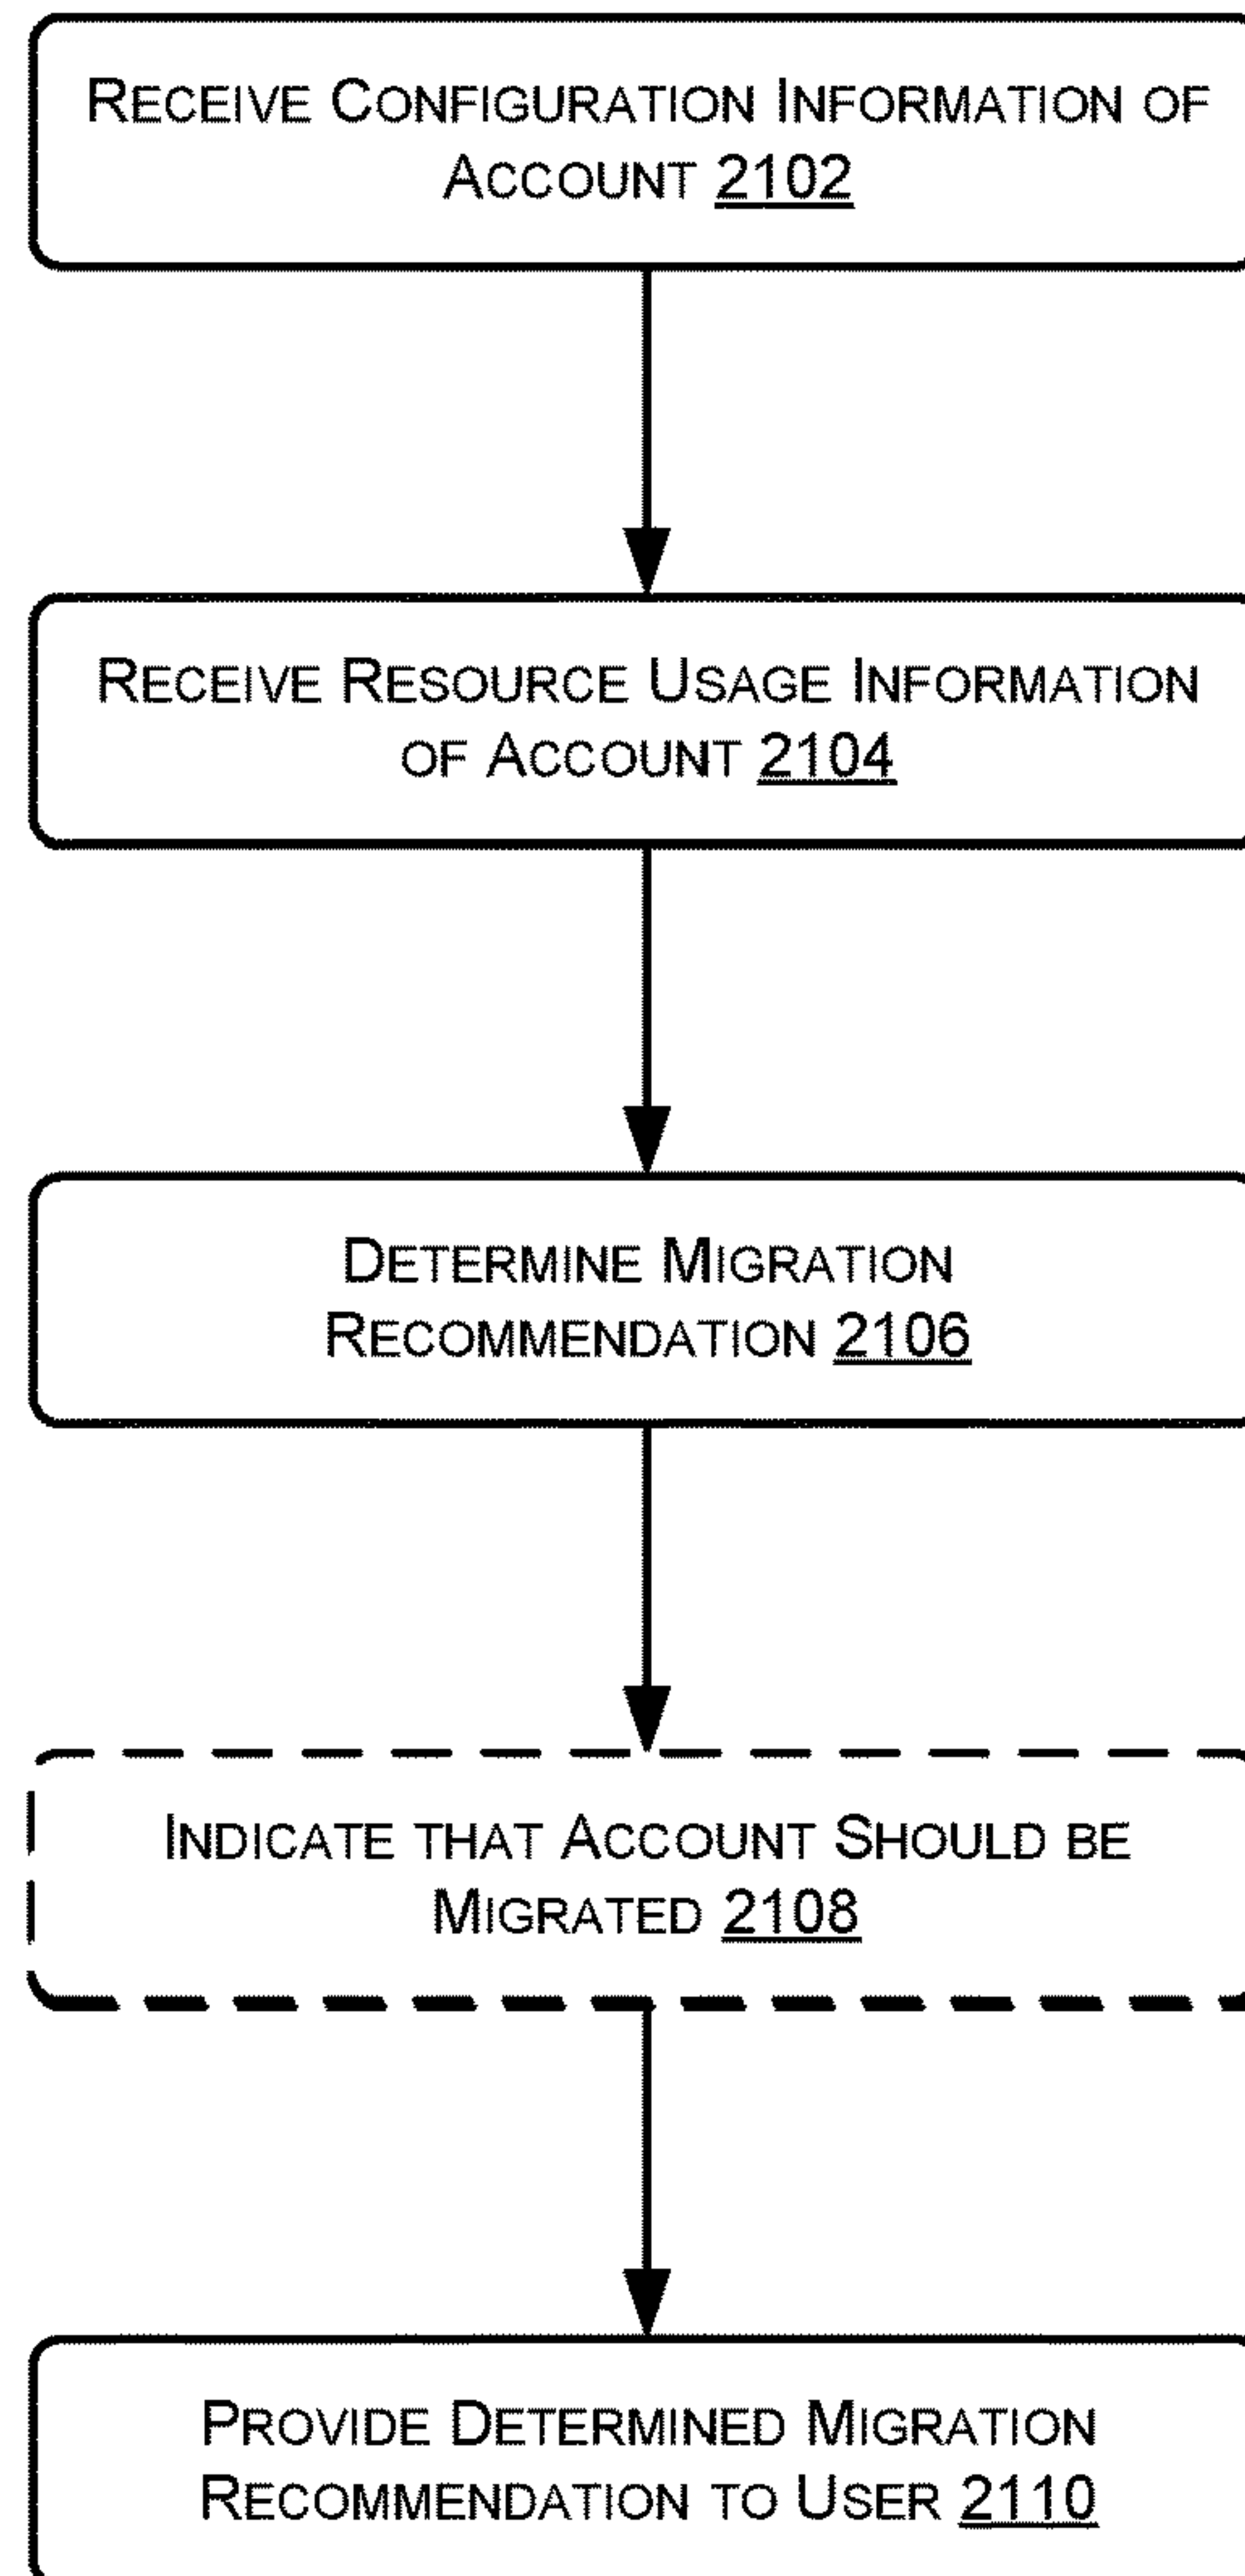 RECEIVE CONFIGURATION INFORMATION OF
ACCOUNT 2102
RECEIVE RESOURCE USAGE INFORMATION
OF ACCOUNT 2104
DETERMINE MIGRATION
RECOMMENDATION 2106
INDICATE THAT ACCOUNT SHOULD BE
MIGRATED 2108
PROVIDE DETERMINED MIGRATION
RECOMMENDATION TO USER 2110